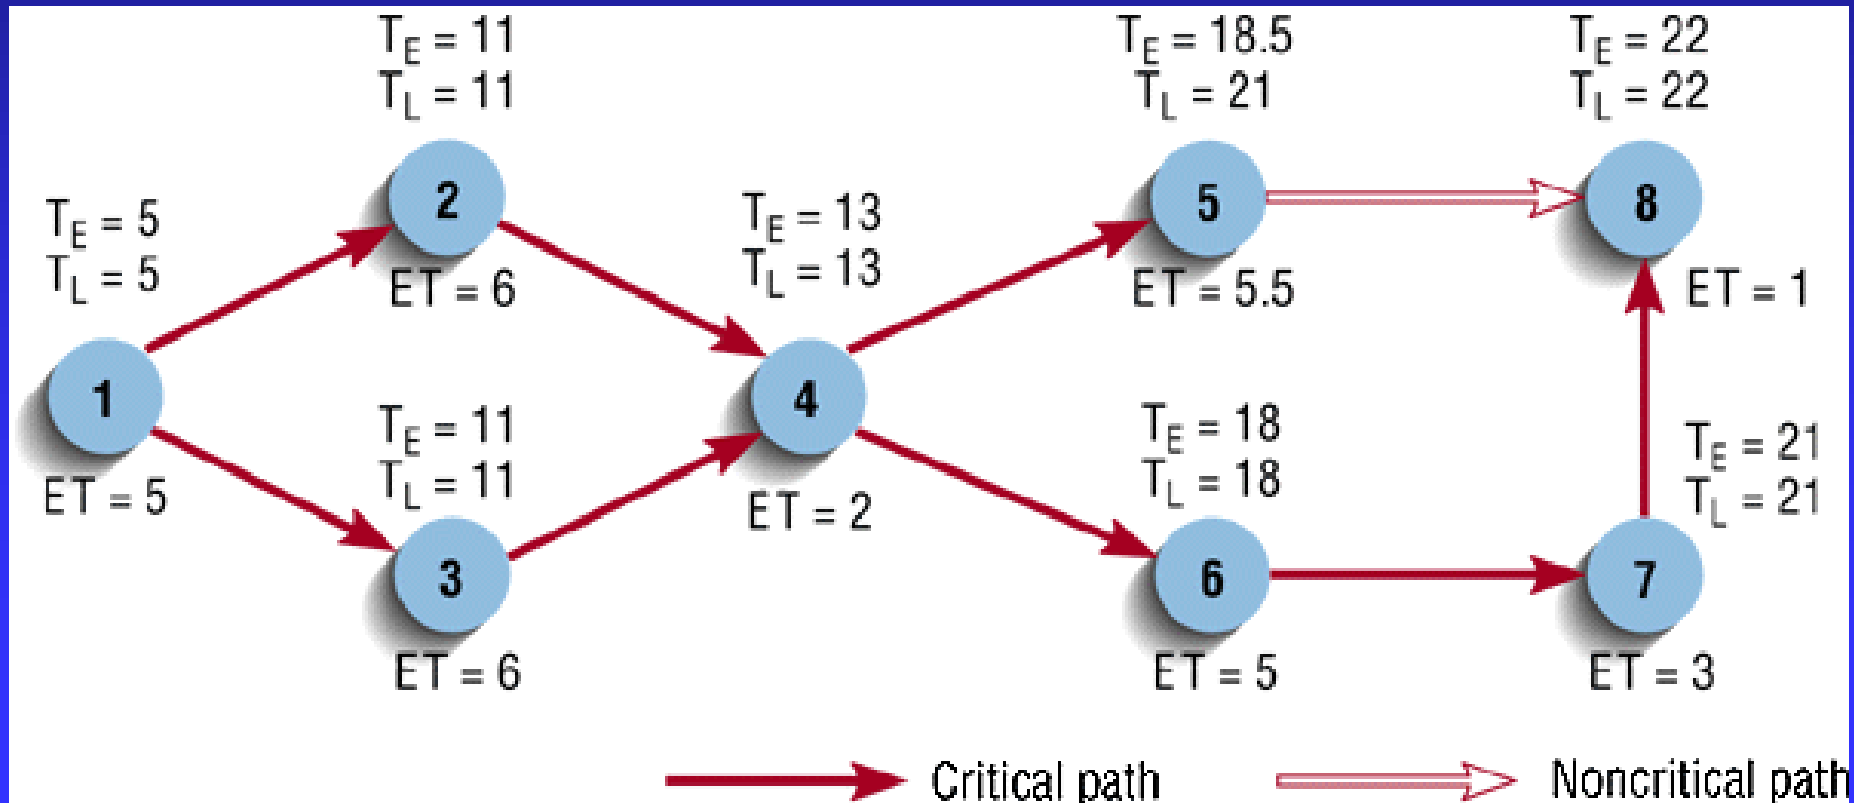 TE = 11
TL = 11
TE = 18.5
TL = 21
TE = 22
TL = 22
TE = 5
TL = 5
2
ET = 6
TE = 13
TL = 13
5
ET = 5.5
8
ET = 1
1
ET = 5
TE = 11
TL = 11
3
ET = 6
4
ET = 2
TE = 18
TL = 18
6
ET = 5
TE = 21
TL = 21
7
ET = 3
Critical path
Noncritical path